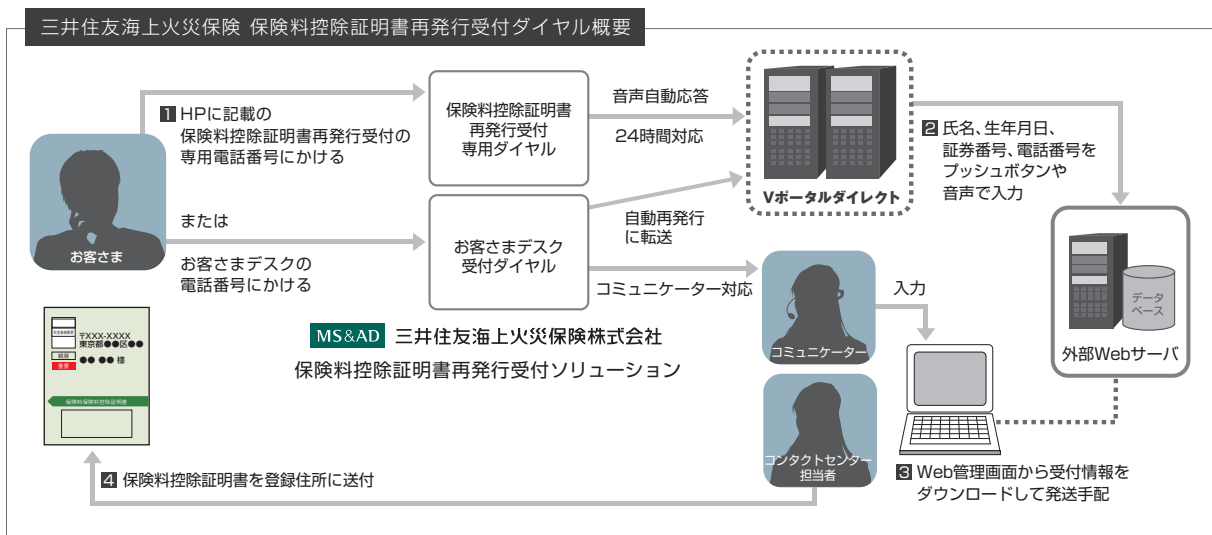 三井住友海上火災保険 保険料控除証明書再発行受付ダイヤル概要
1 HPに記載の
保険料控除証明書再発行受付の
専用電話番号にかける
お客さま
または
お客さまデスクの
電話番号にかける
保険料控除証明書
再発行受付
専用ダイヤル
音声自動応答
24時間対応
お客さまデスク
受付ダイヤル
自動再発行
に転送
コミュニケーター対応
Vポータルダイレクト
2 氏名、生年月日、
証券番号、電話番号を
プッシュボタンや
音声で入力
データ
ベース
外部Webサーバ
コミュニケーター
入力
コンタクトセンター
担当者
3 Web管理画面から受付情報を
ダウンロードして発送手配
MS&AD 三井住友海上火災保険株式会社
保険料控除証明書再発行受付ソリューション
〒XXX-XXXX
東京都●●区●●
●● ●● 様
親展
重要
保険料保険料控除証明書
4 保険料控除証明書を登録住所に送付